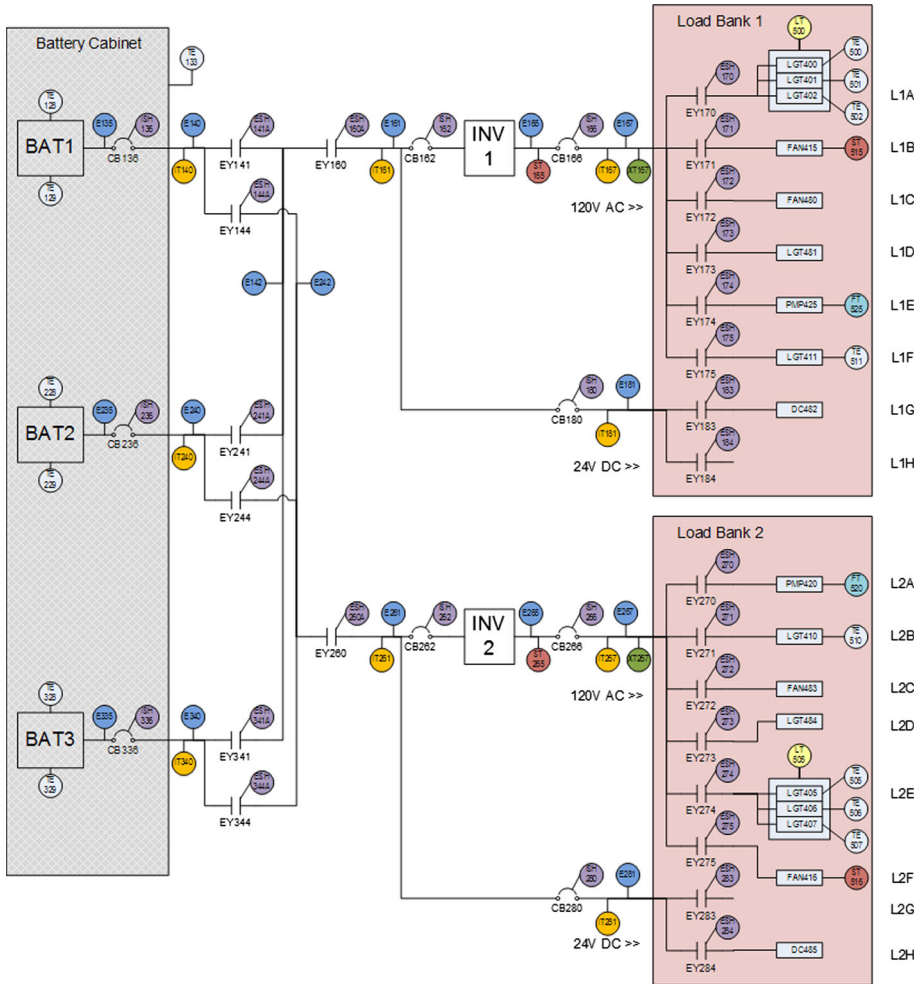 Battery Cabinet
Load Bank 1
TE 133
LT 500
TE 500
LGT400
LGT401
TE 501
LGT402
TE 502
L1A
ESH 170
EY170
TE 128
BAT1
TE 129
E135
SH 136
CB136
E140
IT140
ESH 141A
EY141
ESH 144A
EY144
ESH 160A
EY160
E161
IT161
SH 162
CB162
INV 1
E165
ST 165
SH 166
CB166
E167
IT167
XT167
120V AC >>
ESH 171
EY171
FAN415
ST 515
L1B
ESH 172
EY172
FAN480
L1C
ESH 173
EY173
LGT481
L1D
E142
E242
ESH 174
EY174
PMP425
FT 525
L1E
ESH 175
EY175
LGT411
TE 511
L1F
SH 180
CB180
E181
IT181
24V DC >>
ESH 183
EY183
DC482
L1G
ESH 184
EY184
L1H
TE 228
BAT2
TE 229
E235
SH 236
CB236
E240
IT240
ESH 241A
EY241
ESH 244A
EY244
Load Bank 2
ESH 270
EY270
PMP420
FT 520
L2A
ESH 260A
EY260
E261
IT261
SH 262
CB262
INV 2
E265
ST 265
SH 266
CB266
E267
IT267
XT267
120V AC >>
ESH 271
EY271
LGT410
TE 510
L2B
ESH 272
EY272
FAN483
L2C
ESH 273
EY273
LGT484
L2D
LT 505
TE 505
ESH 274
EY274
LGT405
LGT406
TE 506
LGT407
TE 507
L2E
ESH 275
EY275
FAN416
ST 516
L2F
TE 328
BAT3
TE 329
E335
SH 336
CB336
E340
IT340
ESH 341A
EY341
ESH 344A
EY344
SH 280
CB280
E281
IT281
24V DC >>
ESH 283
EY283
L2G
ESH 284
EY284
DC485
L2H